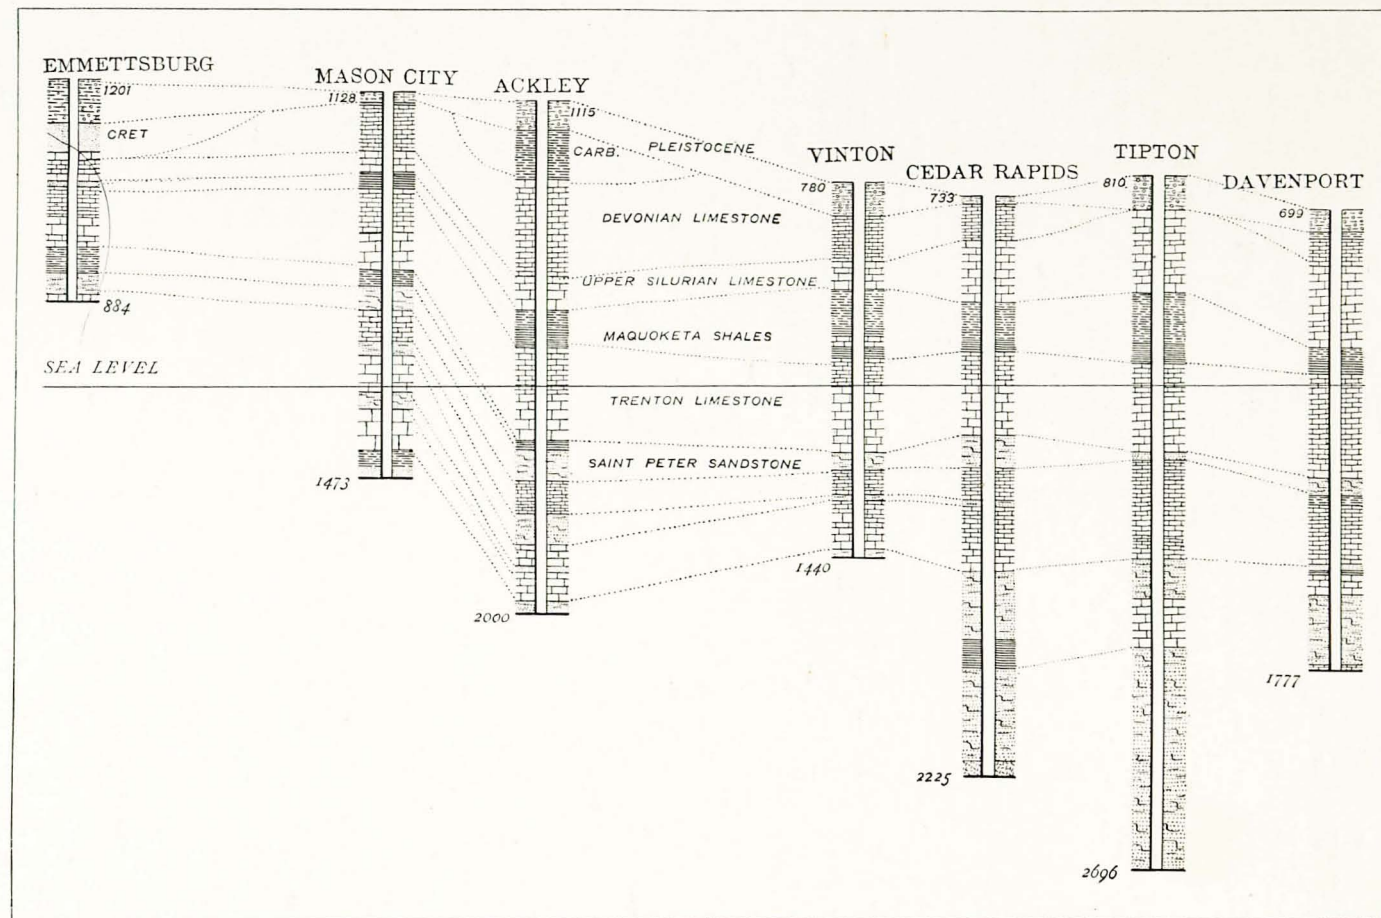 EMMETTSBURG
MASON CITY
ACKLEY
VINTON
CEDAR RAPIDS
TIPTON
DAVENPORT
1201
1128
1115
780
733
810
699
CRET
CARB.
PLEISTOCENE
DEVONIAN LIMESTONE
UPPER SILURIAN LIMESTONE
MAQUOKETA SHALES
884
SEA LEVEL
TRENTON LIMESTONE
SAINT PETER SANDSTONE
1473
2000
1440
2225
2696
1777